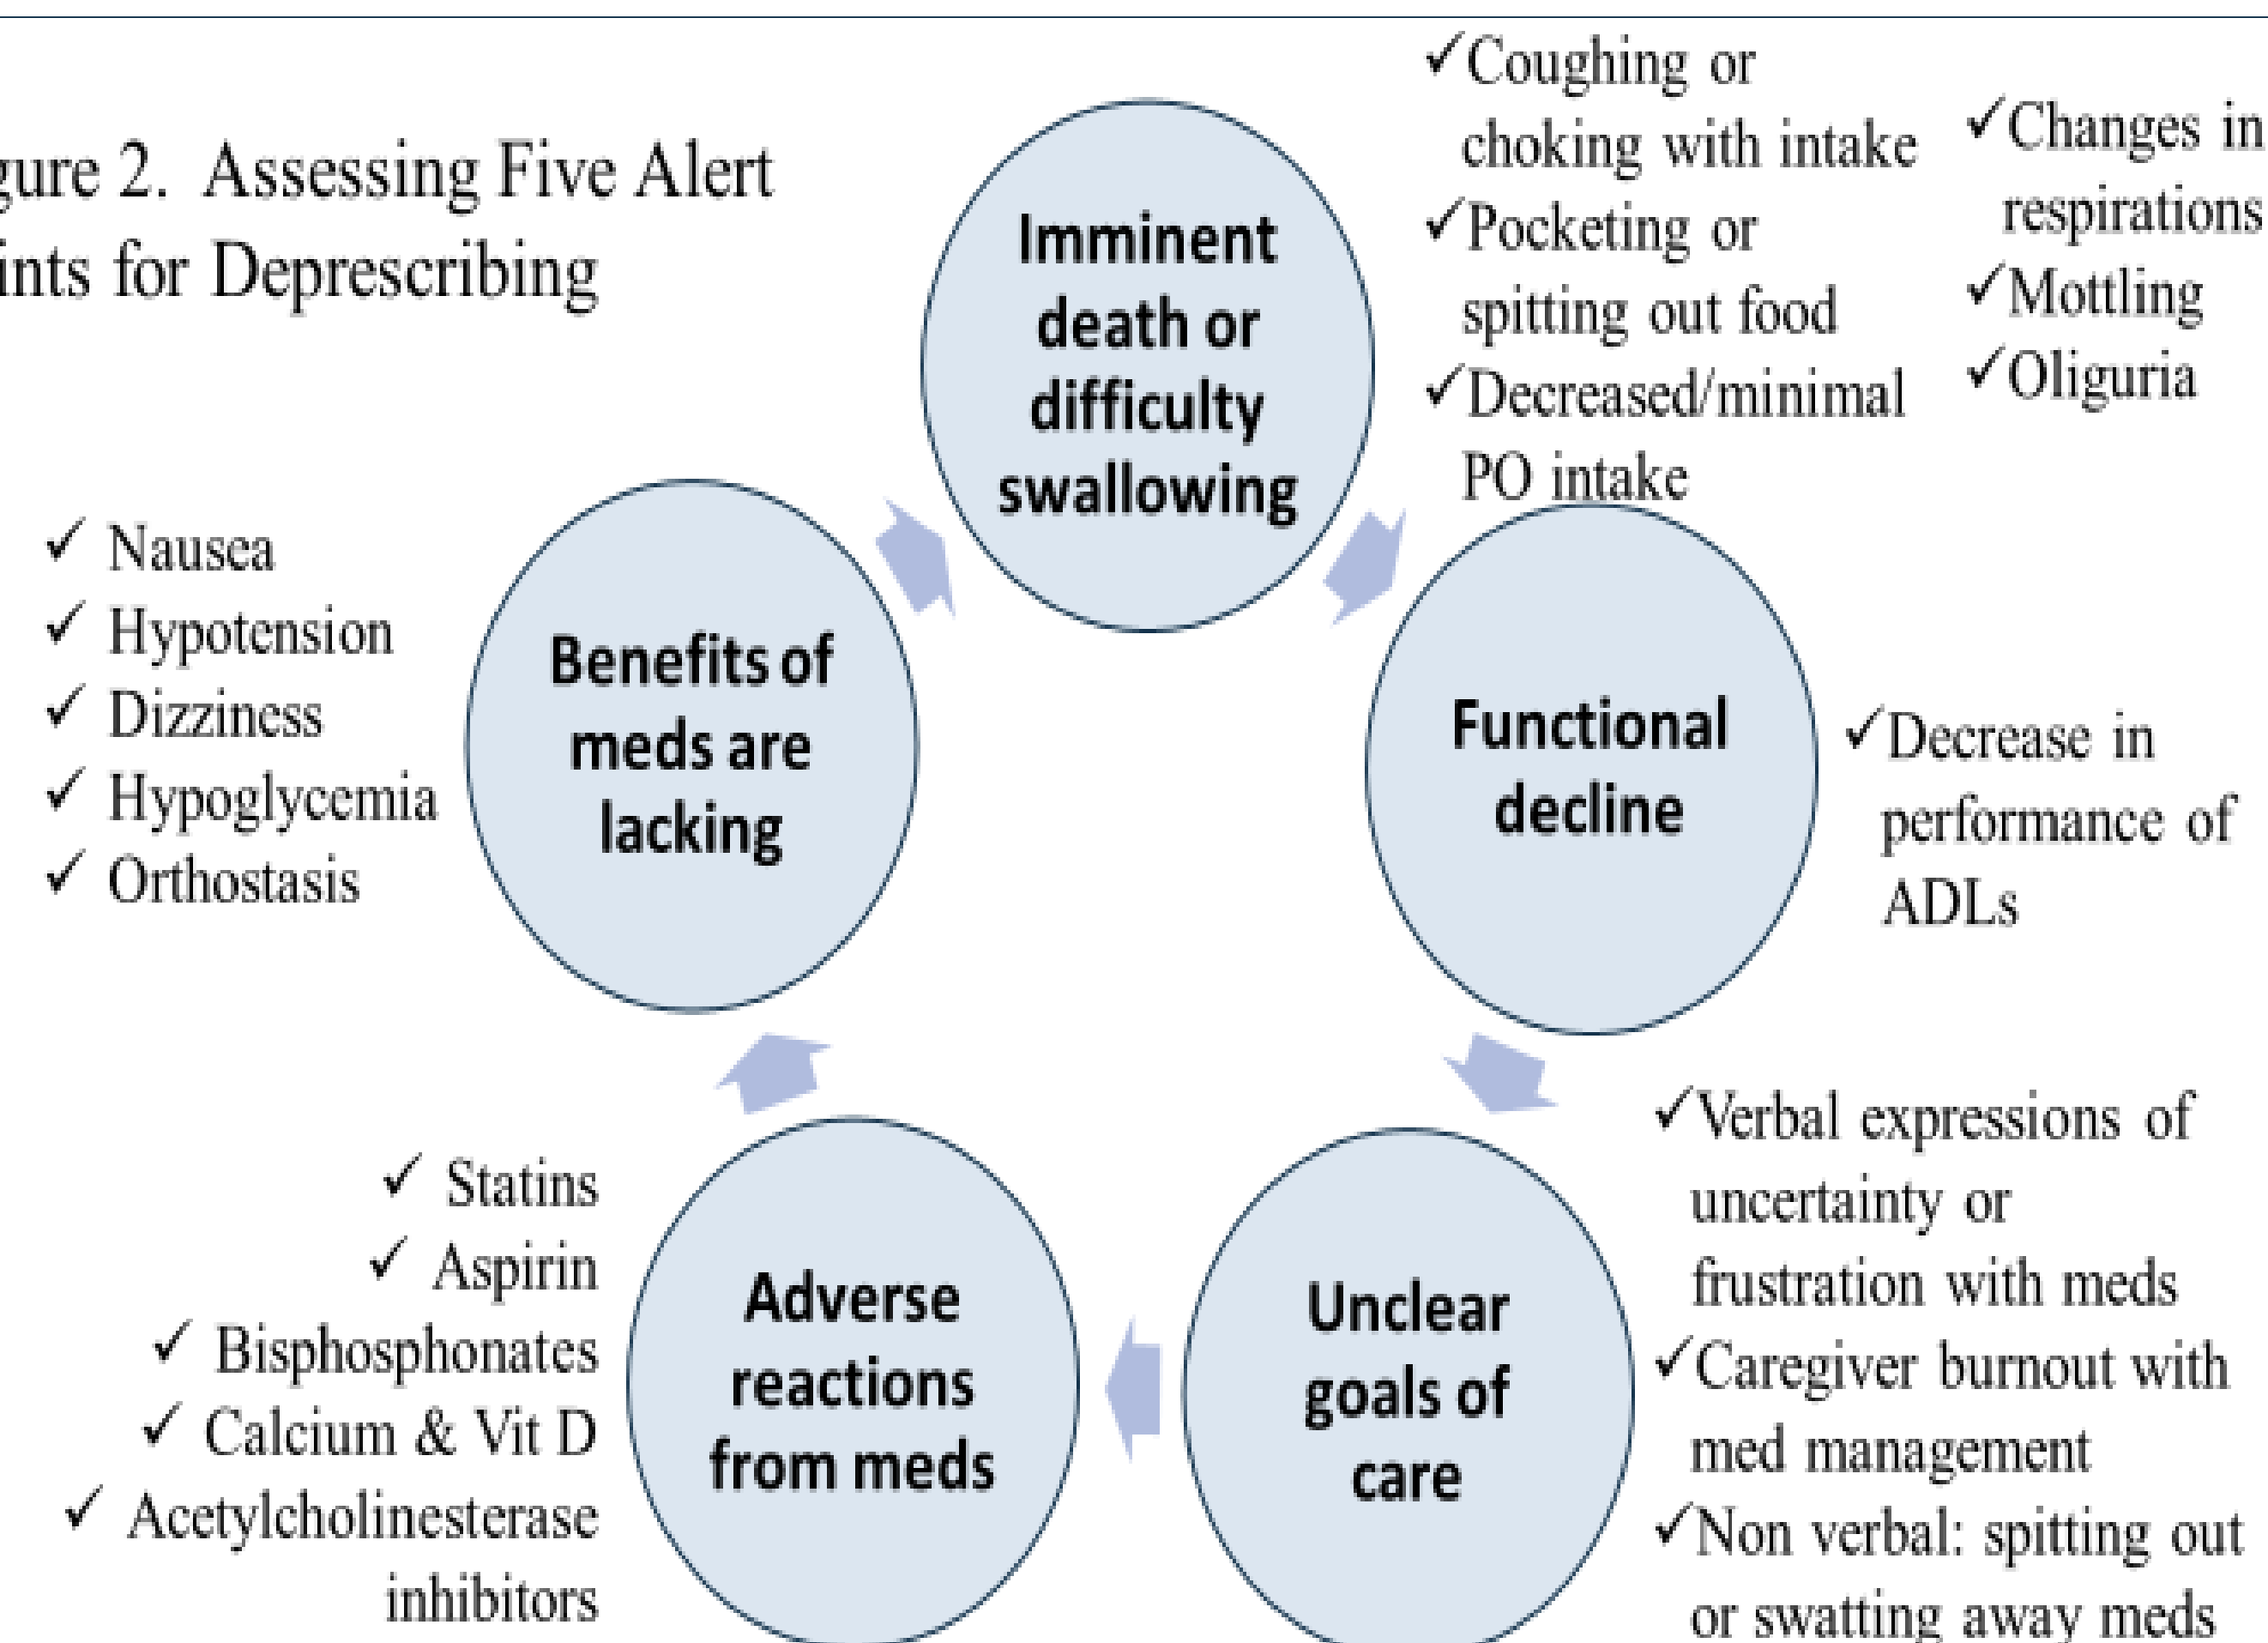 gure 2. Assessing Five Alert
ints for Deprescribing
Imminent
death or
difficulty
swallowing
✓Coughing or
choking with intake
✓Pocketing or
spitting out food
✓Decreased/minimal
PO intake
✓Changes in
respirations
✓Mottling
✓Oliguria
Functional
decline
✓Decrease in
performance of
ADLs
Unclear
goals of
care
✓Verbal expressions of
uncertainty or
frustration with meds
✓Caregiver burnout with
med management
✓Non verbal: spitting out
or swatting away meds
Adverse
reactions
from meds
✓ Statins
✓ Aspirin
✓ Bisphosphonates
✓ Calcium & Vit D
✓ Acetylcholinesterase
inhibitors
Benefits of
meds are
lacking
✓ Nausea
✓ Hypotension
✓ Dizziness
✓ Hypoglycemia
✓ Orthostasis